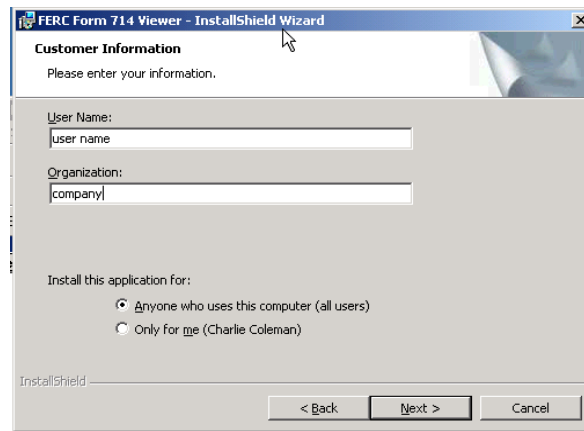 FERC Form 714 Viewer - InstallShield Wizard
Customer Information
Please enter your information.
User Name:
user name
Organization:
company
Install this application for:
Anyone who uses this computer (all users)
Only for me (Charlie Coleman)
InstallShield
< Back
Next >
Cancel